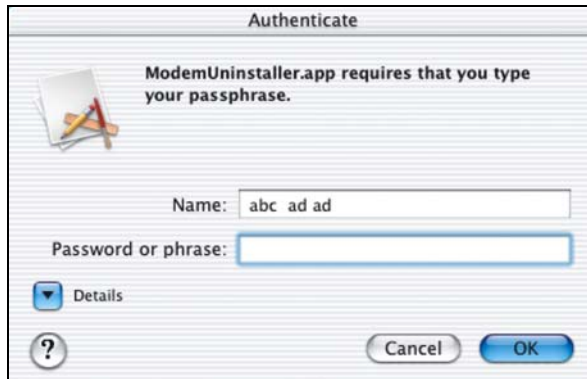 Authenticate
ModemUninstaller.app requires that you type
your passphrase.
Name: abc ad ad
Password or phrase:
Details
?
Cancel OK